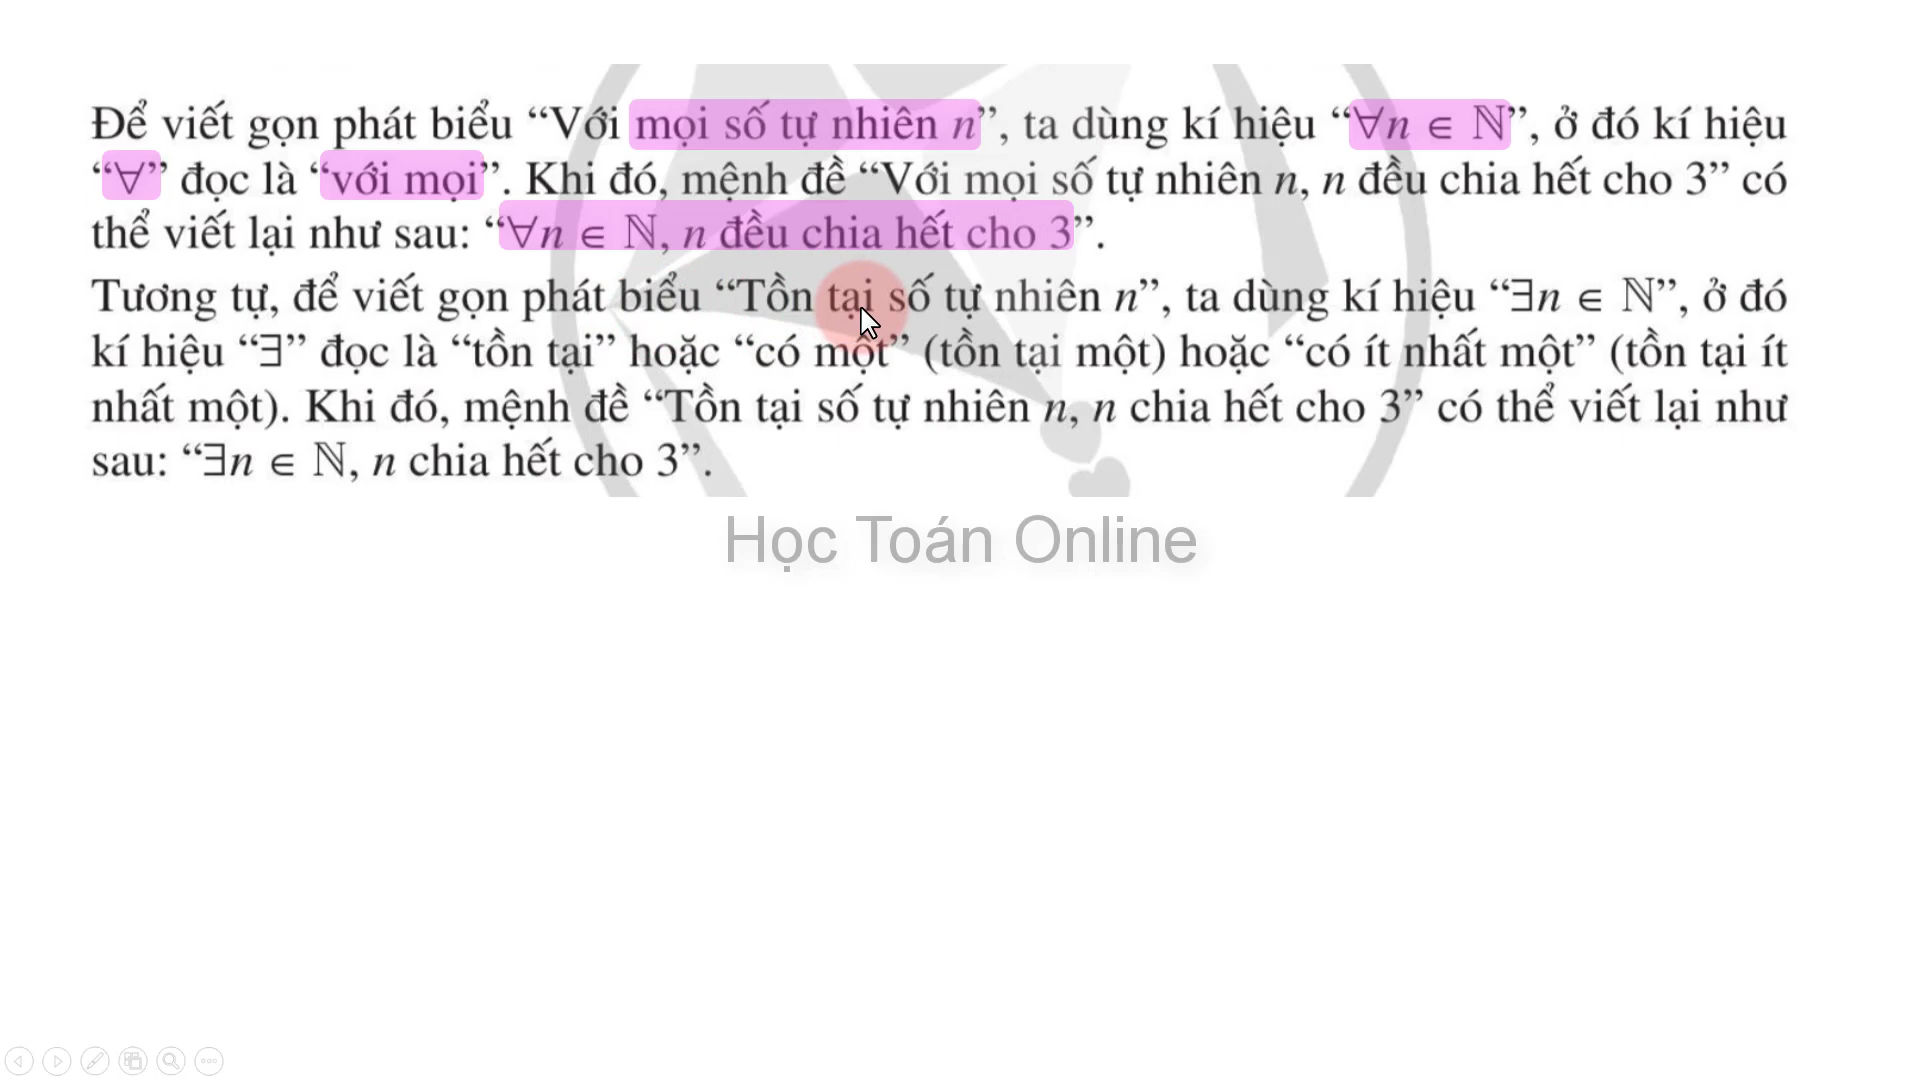 Để viết gọn phát biểu “Với mọi số tự nhiên n”, ta dùng kí hiệu “∀n ∈ ℕ”, ở đó kí hiệu
“∀” đọc là “với mọi”. Khi đó, mệnh đề “Với mọi số tự nhiên n, n đều chia hết cho 3” có
thể viết lại như sau: “∀n ∈ ℕ, n đều chia hết cho 3”.
Tương tự, để viết gọn phát biểu “Tồn tại số tự nhiên n”, ta dùng kí hiệu “∃n ∈ ℕ”, ở đó
kí hiệu “∃” đọc là “tồn tại” hoặc “có một” (tồn tại một) hoặc “có ít nhất một” (tồn tại ít
nhất một). Khi đó, mệnh đề “Tồn tại số tự nhiên n, n chia hết cho 3” có thể viết lại như
sau: “∃n ∈ ℕ, n chia hết cho 3”.
Học Toán Online